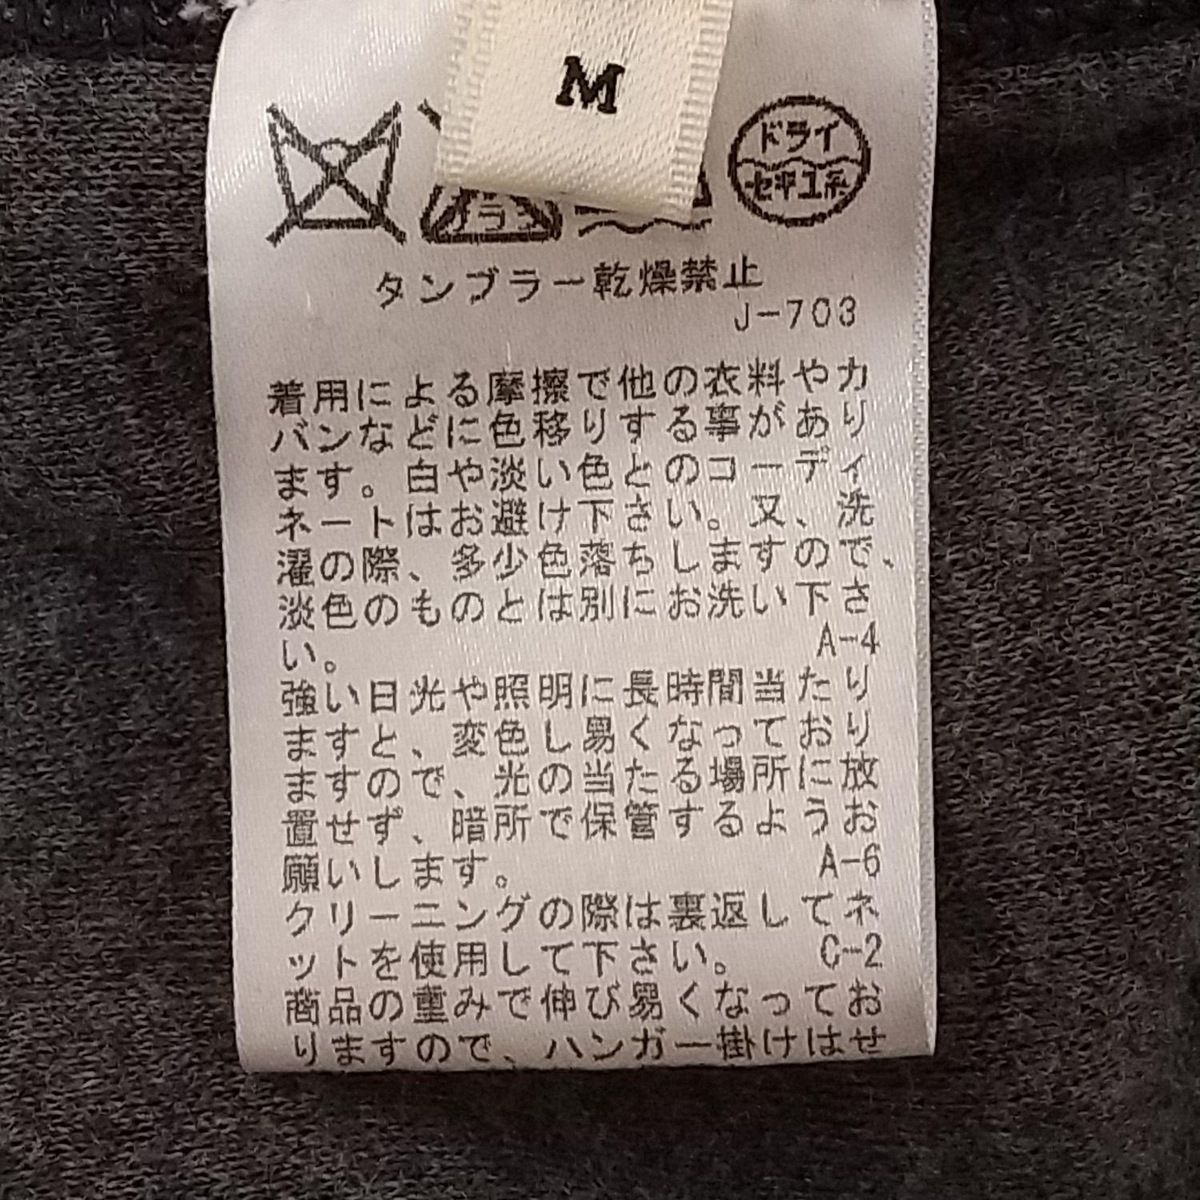 M
ドライ
セキユ系
タンブラー乾燥禁止
J-703
着用による摩擦で他の衣料やカ
バンなどに色移りする事があり
ます。白や淡い色とのコーディ
ネートはお避け下さい。又、洗
濯の際、多少色落ちしますので、
淡色のものとは別にお洗い下さ
い。 A-4
強い日光や照明に長時間当たり
ますと、変色し易くなっており
ますので、光の当たる場所に放
置せず、暗所で保管するようお
願いします。 A-6
クリーニングの際は裏返してネ
ットを使用して下さい。 C-2
商品の重みで伸び易くなってお
りますので、ハンガー掛けはせ